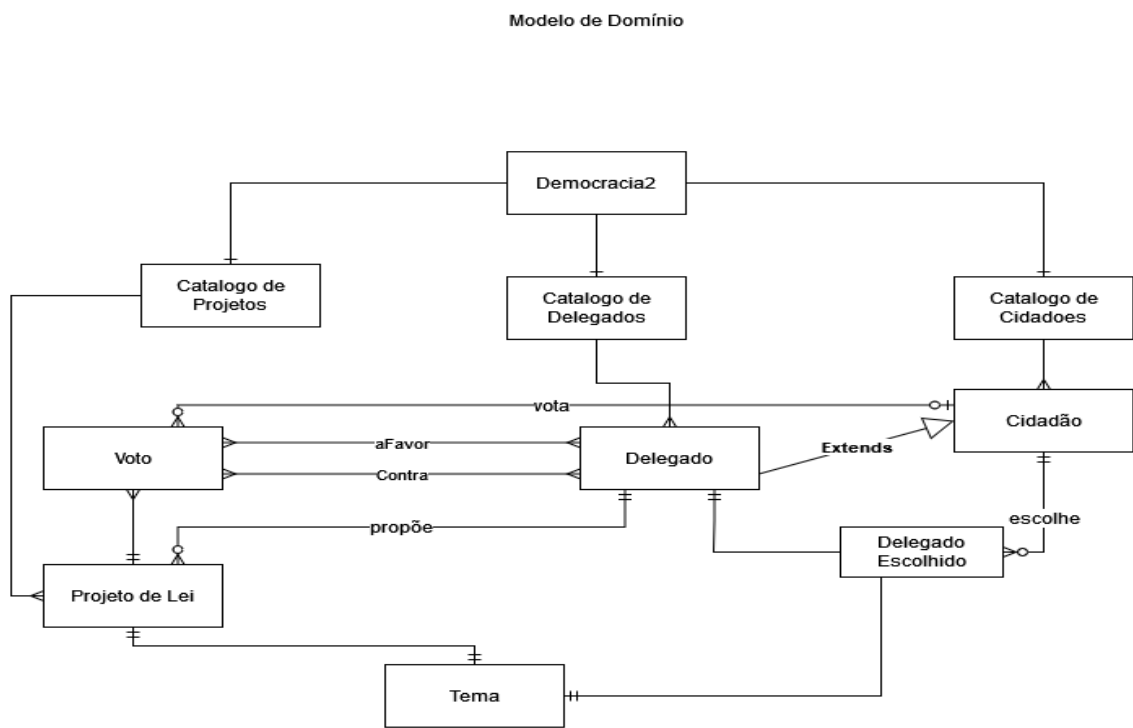 Modelo de Domínio
Democracia2
Catalogo de
Projetos
Catalogo de
Delegados
Catalogo de
Cidadoes
vota
Cidadão
aFavor
Voto
Delegado
Extends
Contra
escolhe
propõe
Delegado
Escolhido
Projeto de Lei
Tema